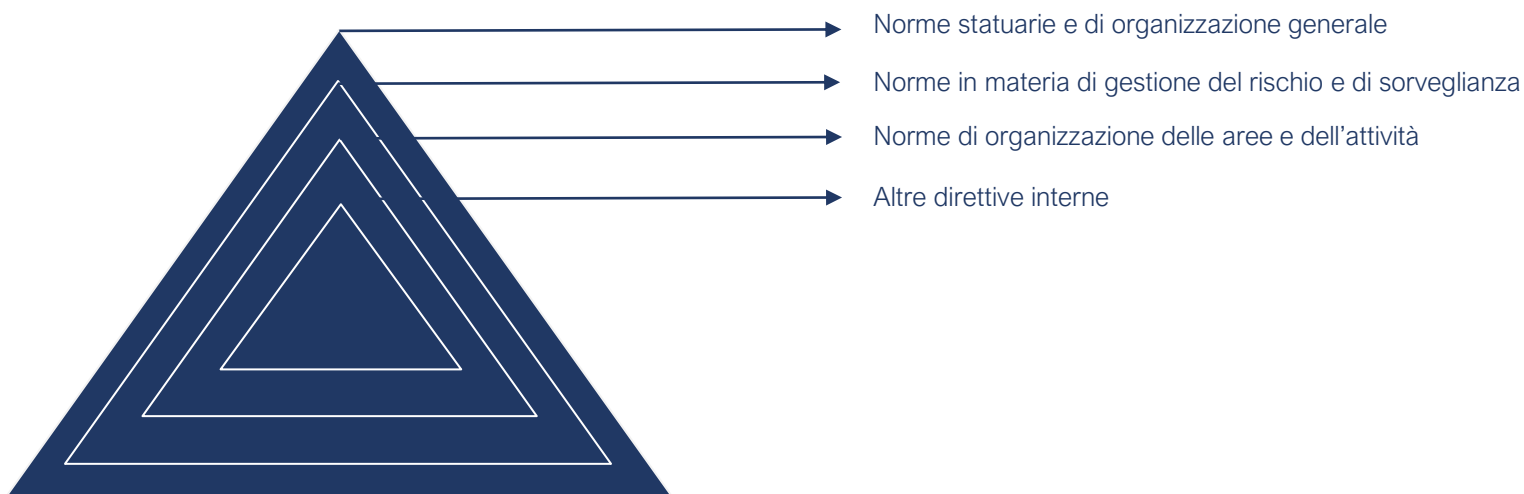 Norme statuarie e di organizzazione generale
Norme in materia di gestione del rischio e di sorveglianza
Norme di organizzazione delle aree e dell’attività
Altre direttive interne